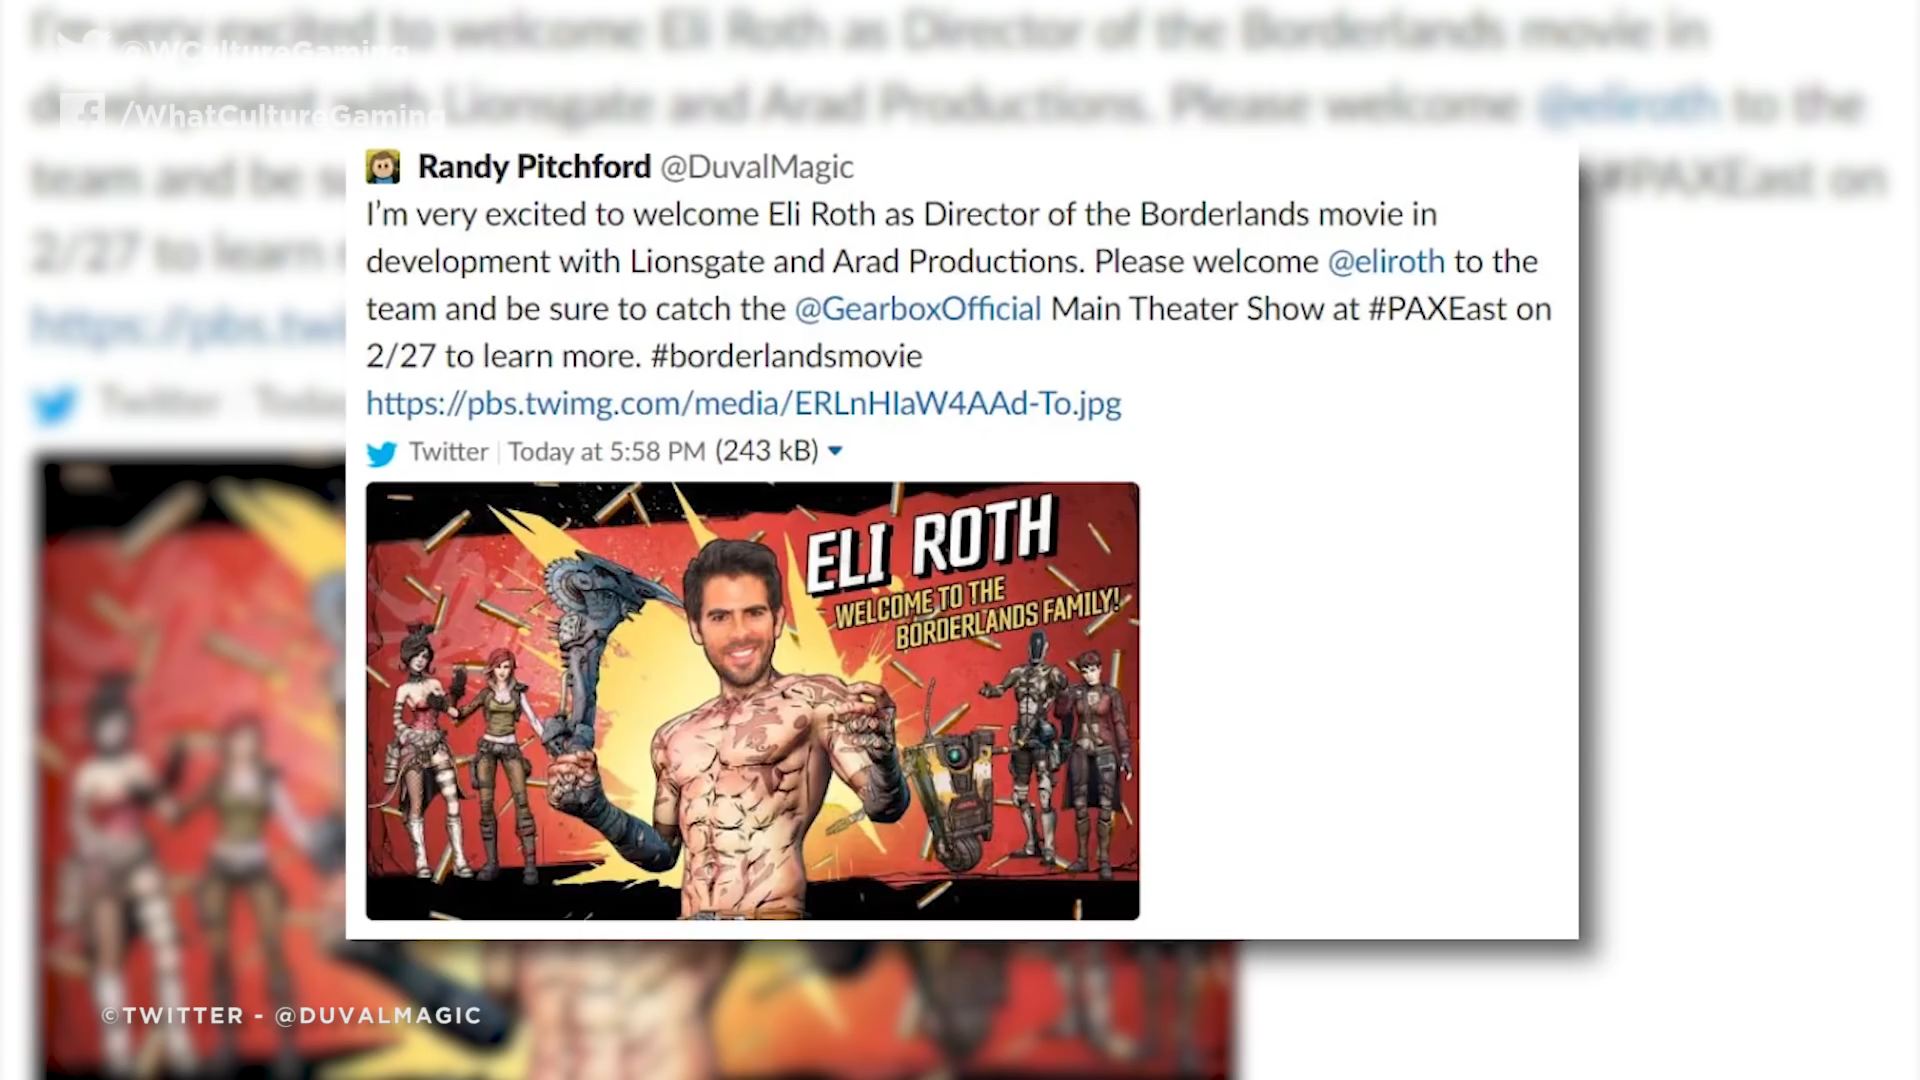 @WCultureGaming
/WhatCultureGaming
Randy Pitchford @DuvalMagic
I'm very excited to welcome Eli Roth as Director of the Borderlands movie in
development with Lionsgate and Arad Productions. Please welcome @eliroth to the
team and be sure to catch the @GearboxOfficial Main Theater Show at #PAXEast on
2/27 to learn more. #borderlandsmovie
https://pbs.twimg.com/media/ERLnHIaW4AAd-To.jpg
Twitter | Today at 5:58 PM (243 kB)
ELI ROTH
WELCOME TO THE
BORDERLANDS FAMILY!
©TWITTER - @DUVALMAGIC